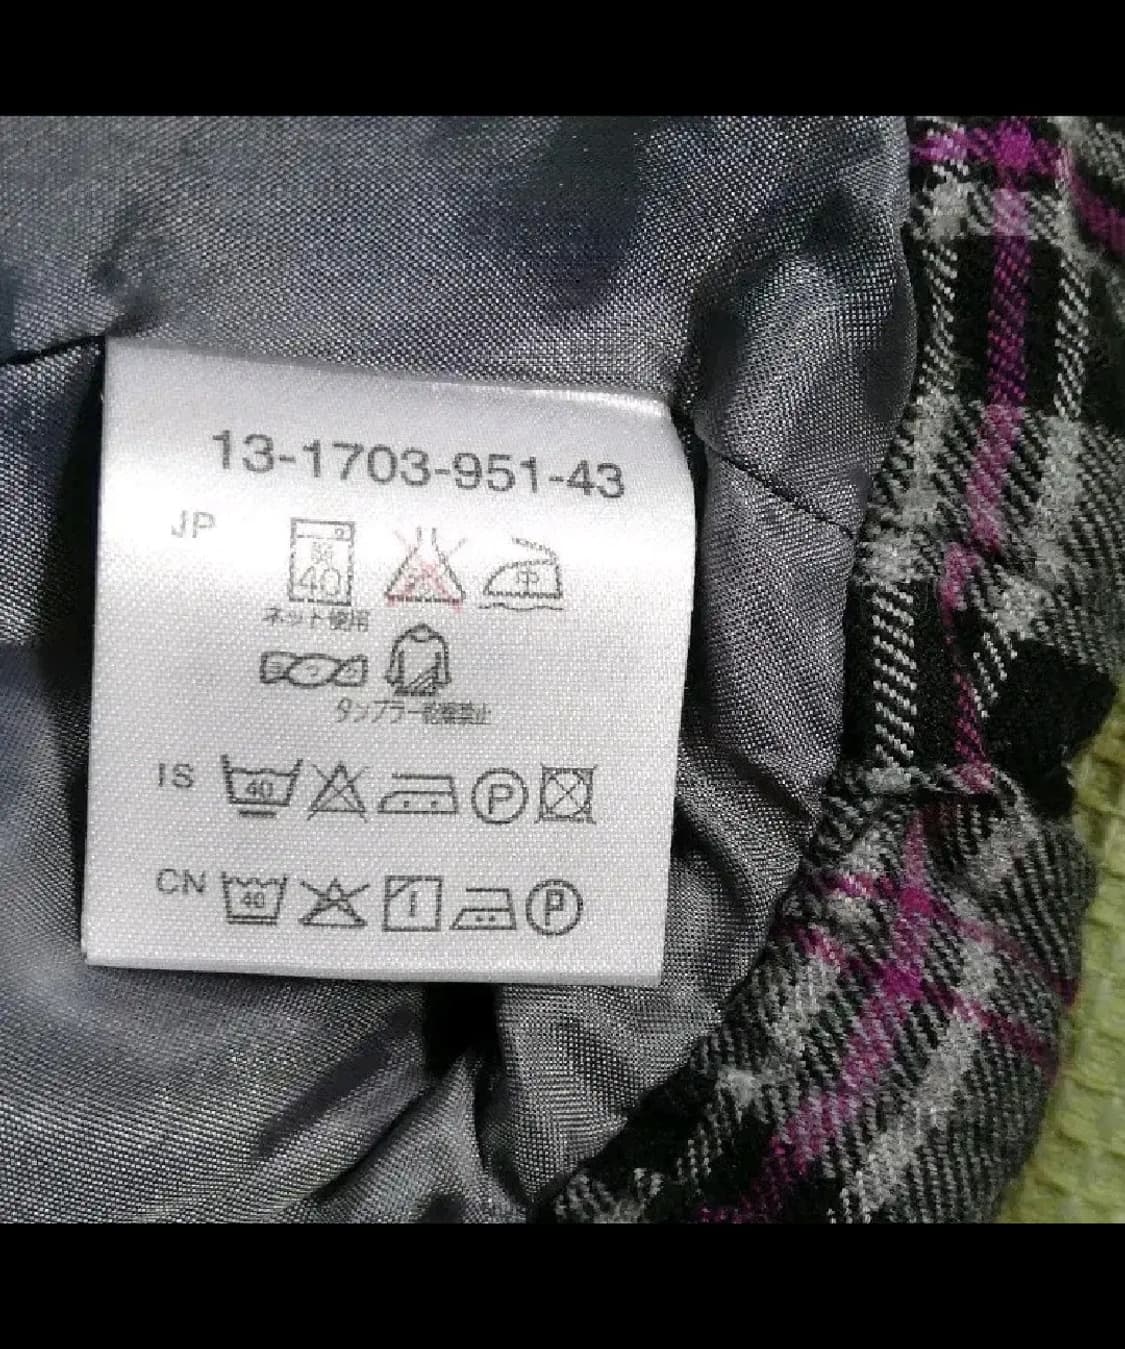 13-1703-951-43
JP
弱
40
中
ネット使用
タンブラー乾燥禁止
IS 40 P
CN 40 P